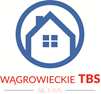 WĄGROWIECKIE TBS
Sp. z o.o.